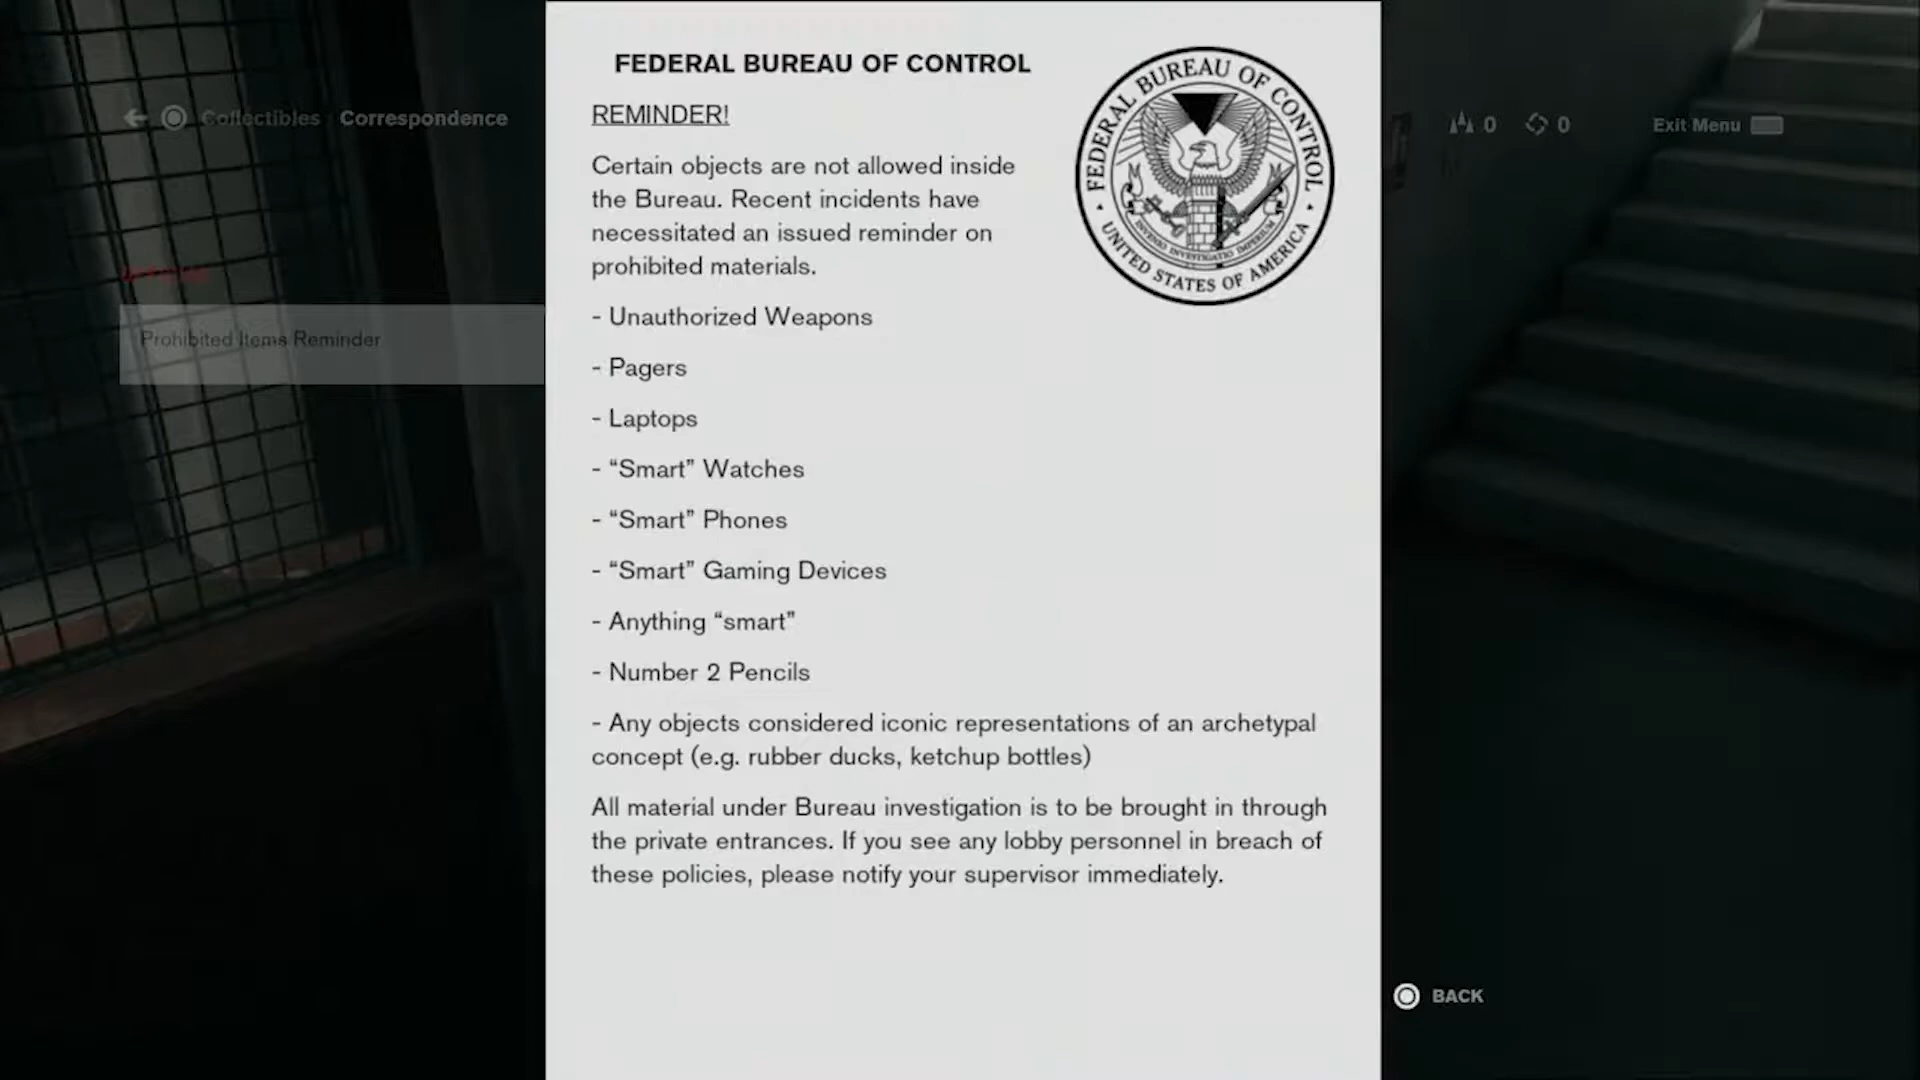 FEDERAL BUREAU OF CONTROL
REMINDER!
Certain objects are not allowed inside
the Bureau. Recent incidents have
necessitated an issued reminder on
prohibited materials.
- Unauthorized Weapons
- Pagers
- Laptops
- “Smart” Watches
- “Smart” Phones
- “Smart” Gaming Devices
- Anything “smart”
- Number 2 Pencils
- Any objects considered iconic representations of an archetypal
concept (e.g. rubber ducks, ketchup bottles)
All material under Bureau investigation is to be brought in through
the private entrances. If you see any lobby personnel in breach of
these policies, please notify your supervisor immediately.
FEDERAL BUREAU OF CONTROL
UNITED STATES OF AMERICA
INVENIO INVESTIGATIO IMPERIUM
Collectibles Correspondence
Prohibited Items Reminder
0 0 Exit Menu
BACK